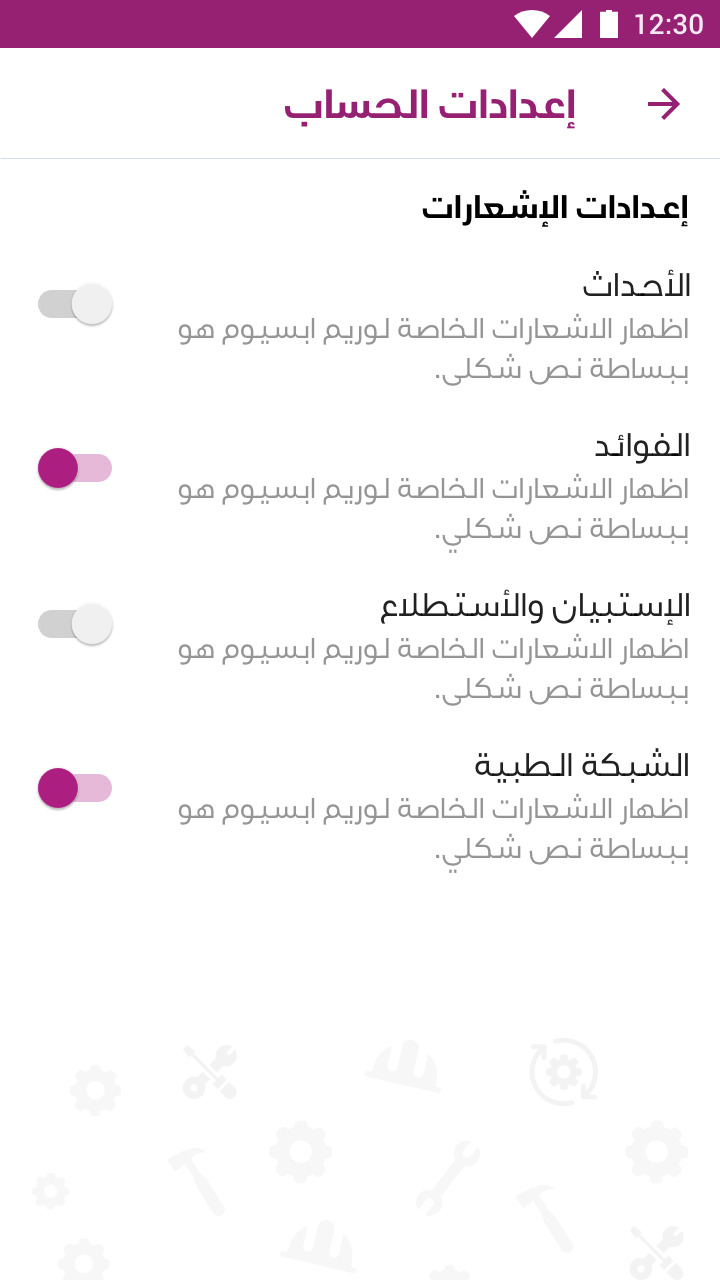 12:30
إعدادات الحساب
إعدادات الإشعارات
الأحداث
اظهار الاشعارات الخاصة لوريم ابسيوم هو
ببساطة نص شكلى.
الفوائد
اظهار الاشعارات الخاصة لوريم ابسيوم هو
ببساطة نص شكلي.
الإستبيان والأستطلاع
اظهار الاشعارات الخاصة لوريم ابسيوم هو
ببساطة نص شكلى.
الشبكة الطبية
اظهار الاشعارات الخاصة لوريم ابسيوم هو
ببساطة نص شكلي.